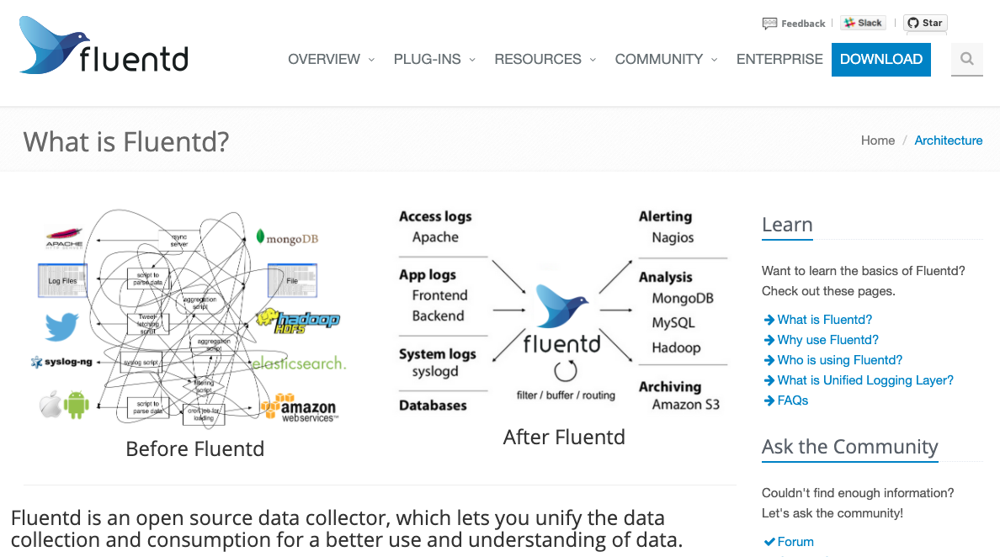 Feedback
Slack
Star
fluentd
OVERVIEW
PLUG-INS
RESOURCES
COMMUNITY
ENTERPRISE
DOWNLOAD
What is Fluentd?
Home / Architecture
APACHE
rsync
server
mongoDB
Log Files
script to
parse data
File
aggregation
script
Tweet-
fetching
script
hadoop
HDFS
aggregation
script
syslog-ng
syslog script
elasticsearch.
filtering
script
script to
parse data
cron job for
loading
amazon
webservices™
Before Fluentd
Access logs
Apache
App logs
Frontend
Backend
System logs
syslogd
Databases
fluentd
filter / buffer / routing
Alerting
Nagios
Analysis
MongoDB
MySQL
Hadoop
Archiving
Amazon S3
After Fluentd
Fluentd is an open source data collector, which lets you unify the data
collection and consumption for a better use and understanding of data.
Learn
Want to learn the basics of Fluentd?
Check out these pages.
What is Fluentd?
Why use Fluentd?
Who is using Fluentd?
What is Unified Logging Layer?
FAQs
Ask the Community
Couldn't find enough information?
Let's ask the community!
Forum